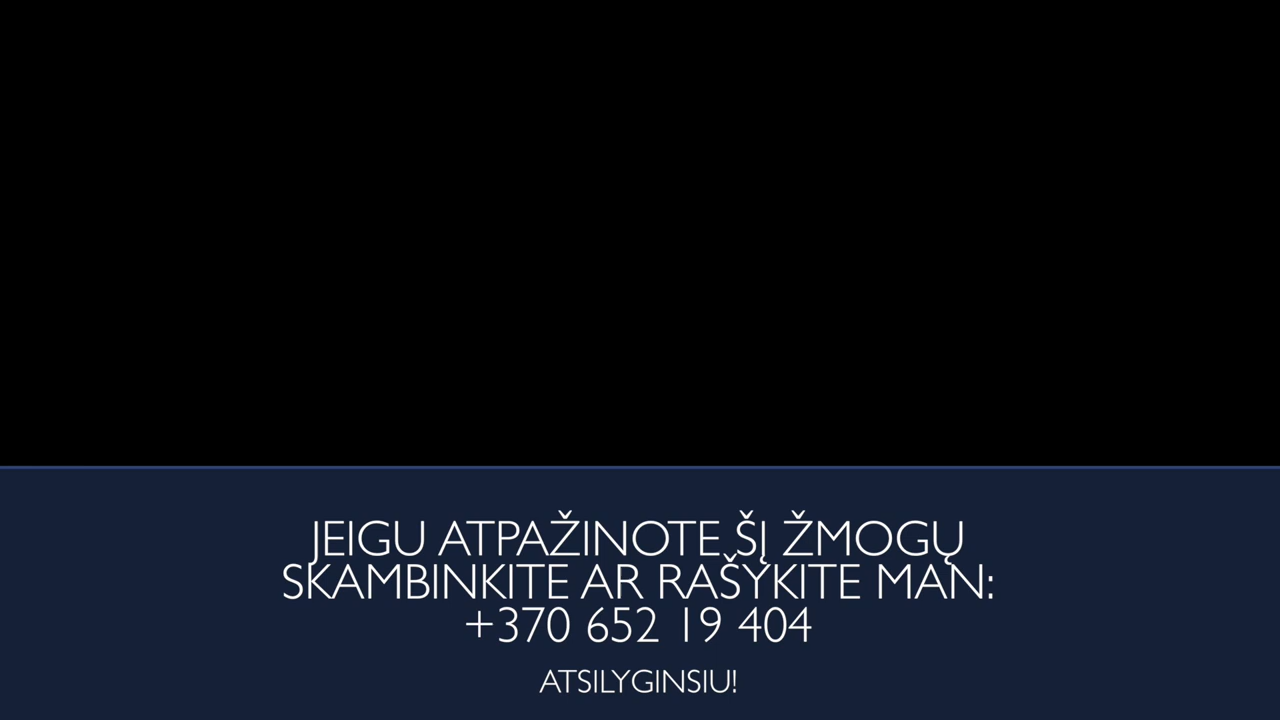 JEIGU ATPAŽINOTE ŠĮ ŽMOGŲ
SKAMBINKITE AR RAŠYKITE MAN:
+370 652 19 404
ATSILYGINSIU!